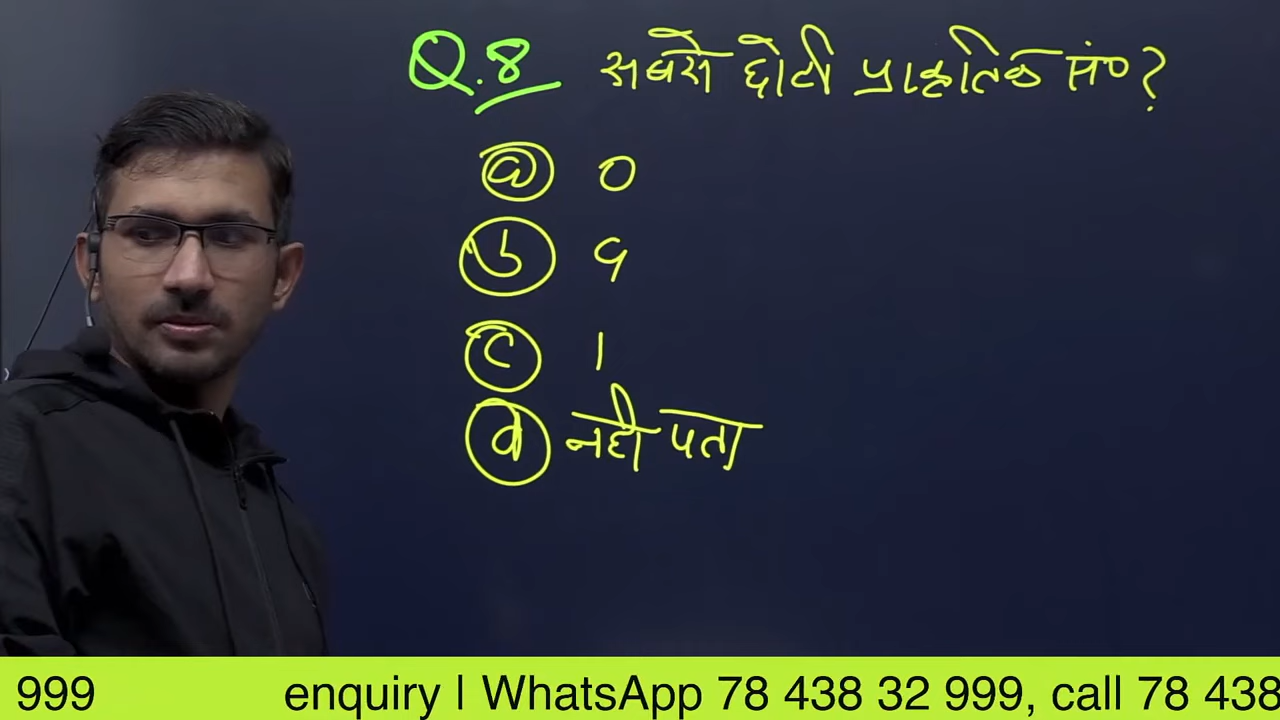 Q.8 सबसे छोटी प्राकृतिक सं० ?
a 0
b 9
c 1
d नही पता
999 enquiry | WhatsApp 78 438 32 999, call 78 438